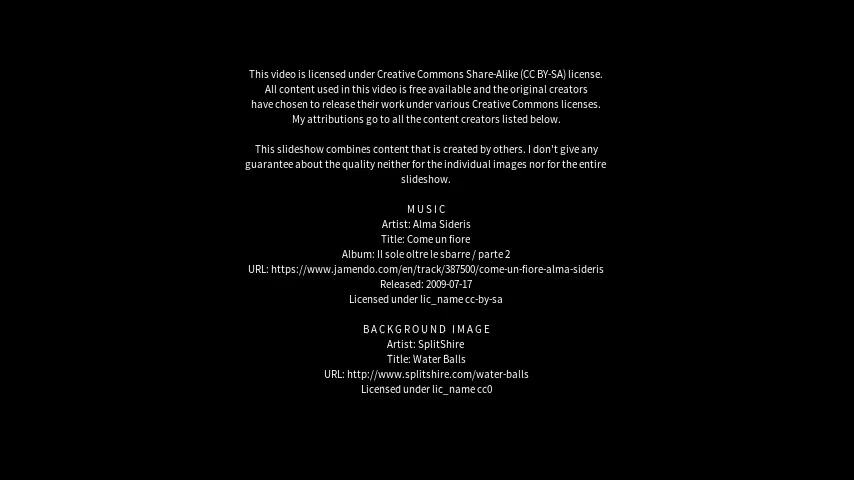 This video is licensed under Creative Commons Share-Alike (CC BY-SA) license.
All content used in this video is free available and the original creators
have chosen to release their work under various Creative Commons licenses.
My attributions go to all the content creators listed below.
This slideshow combines content that is created by others. I don't give any
guarantee about the quality neither for the individual images nor for the entire
slideshow.
MUSIC
Artist: Alma Sideris
Title: Come un fiore
Album: Il sole oltre le sbarre / parte 2
URL: https://www.jamendo.com/en/track/387500/come-un-fiore-alma-sideris
Released: 2009-07-17
Licensed under lic_name cc-by-sa
BACKGROUND IMAGE
Artist: SplitShire
Title: Water Balls
URL: http://www.splitshire.com/water-balls
Licensed under lic_name cc0